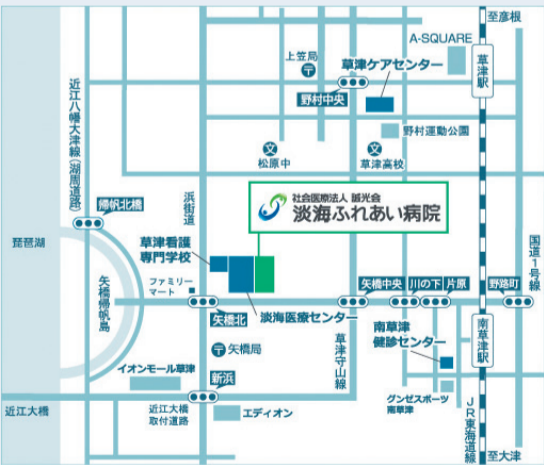 至彦根
A-SQUARE
上笠局
草津ケアセンター
草津駅
野村中央
野村運動公園
近江八幡大津線(湖周道路)
松原中
草津高校
浜街道
社会医療法人 誠光会
淡海ふれあい病院
帰帆北橋
琵琶湖
草津看護
専門学校
国道1号線
矢橋帰帆島
ファミリー
マート
矢橋中央
川の下
片原
野路町
矢橋北
淡海医療センター
草津守山線
南草津
健診センター
南草津駅
矢橋局
イオンモール草津
新浜
グンゼスポーツ
南草津
近江大橋
近江大橋
取付道路
エディオン
JR東海道線
至大津